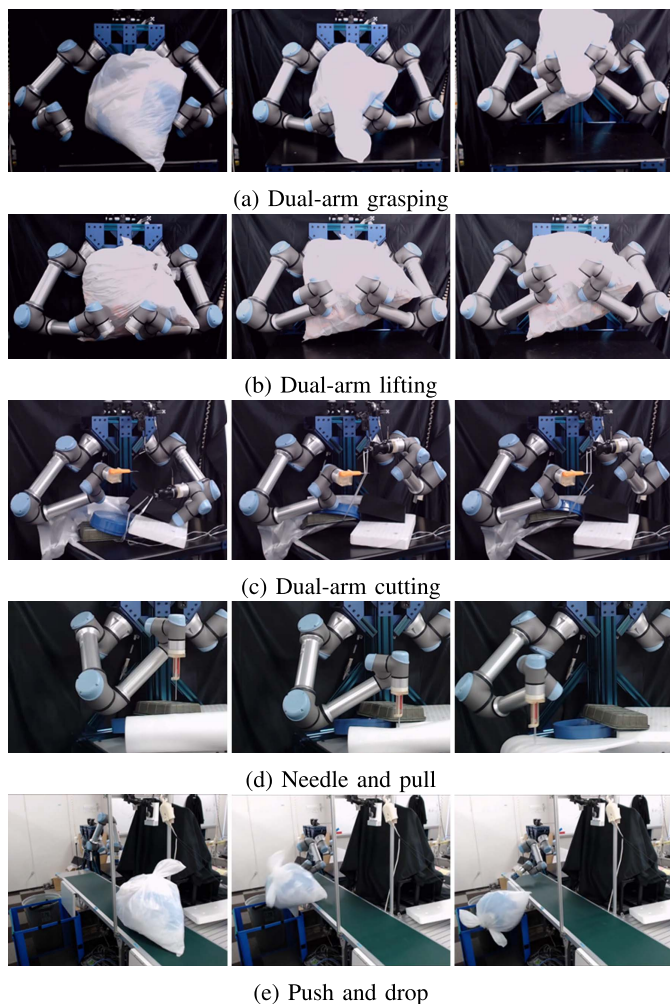 (a) Dual-arm grasping
(b) Dual-arm lifting
(c) Dual-arm cutting
(d) Needle and pull
(e) Push and drop